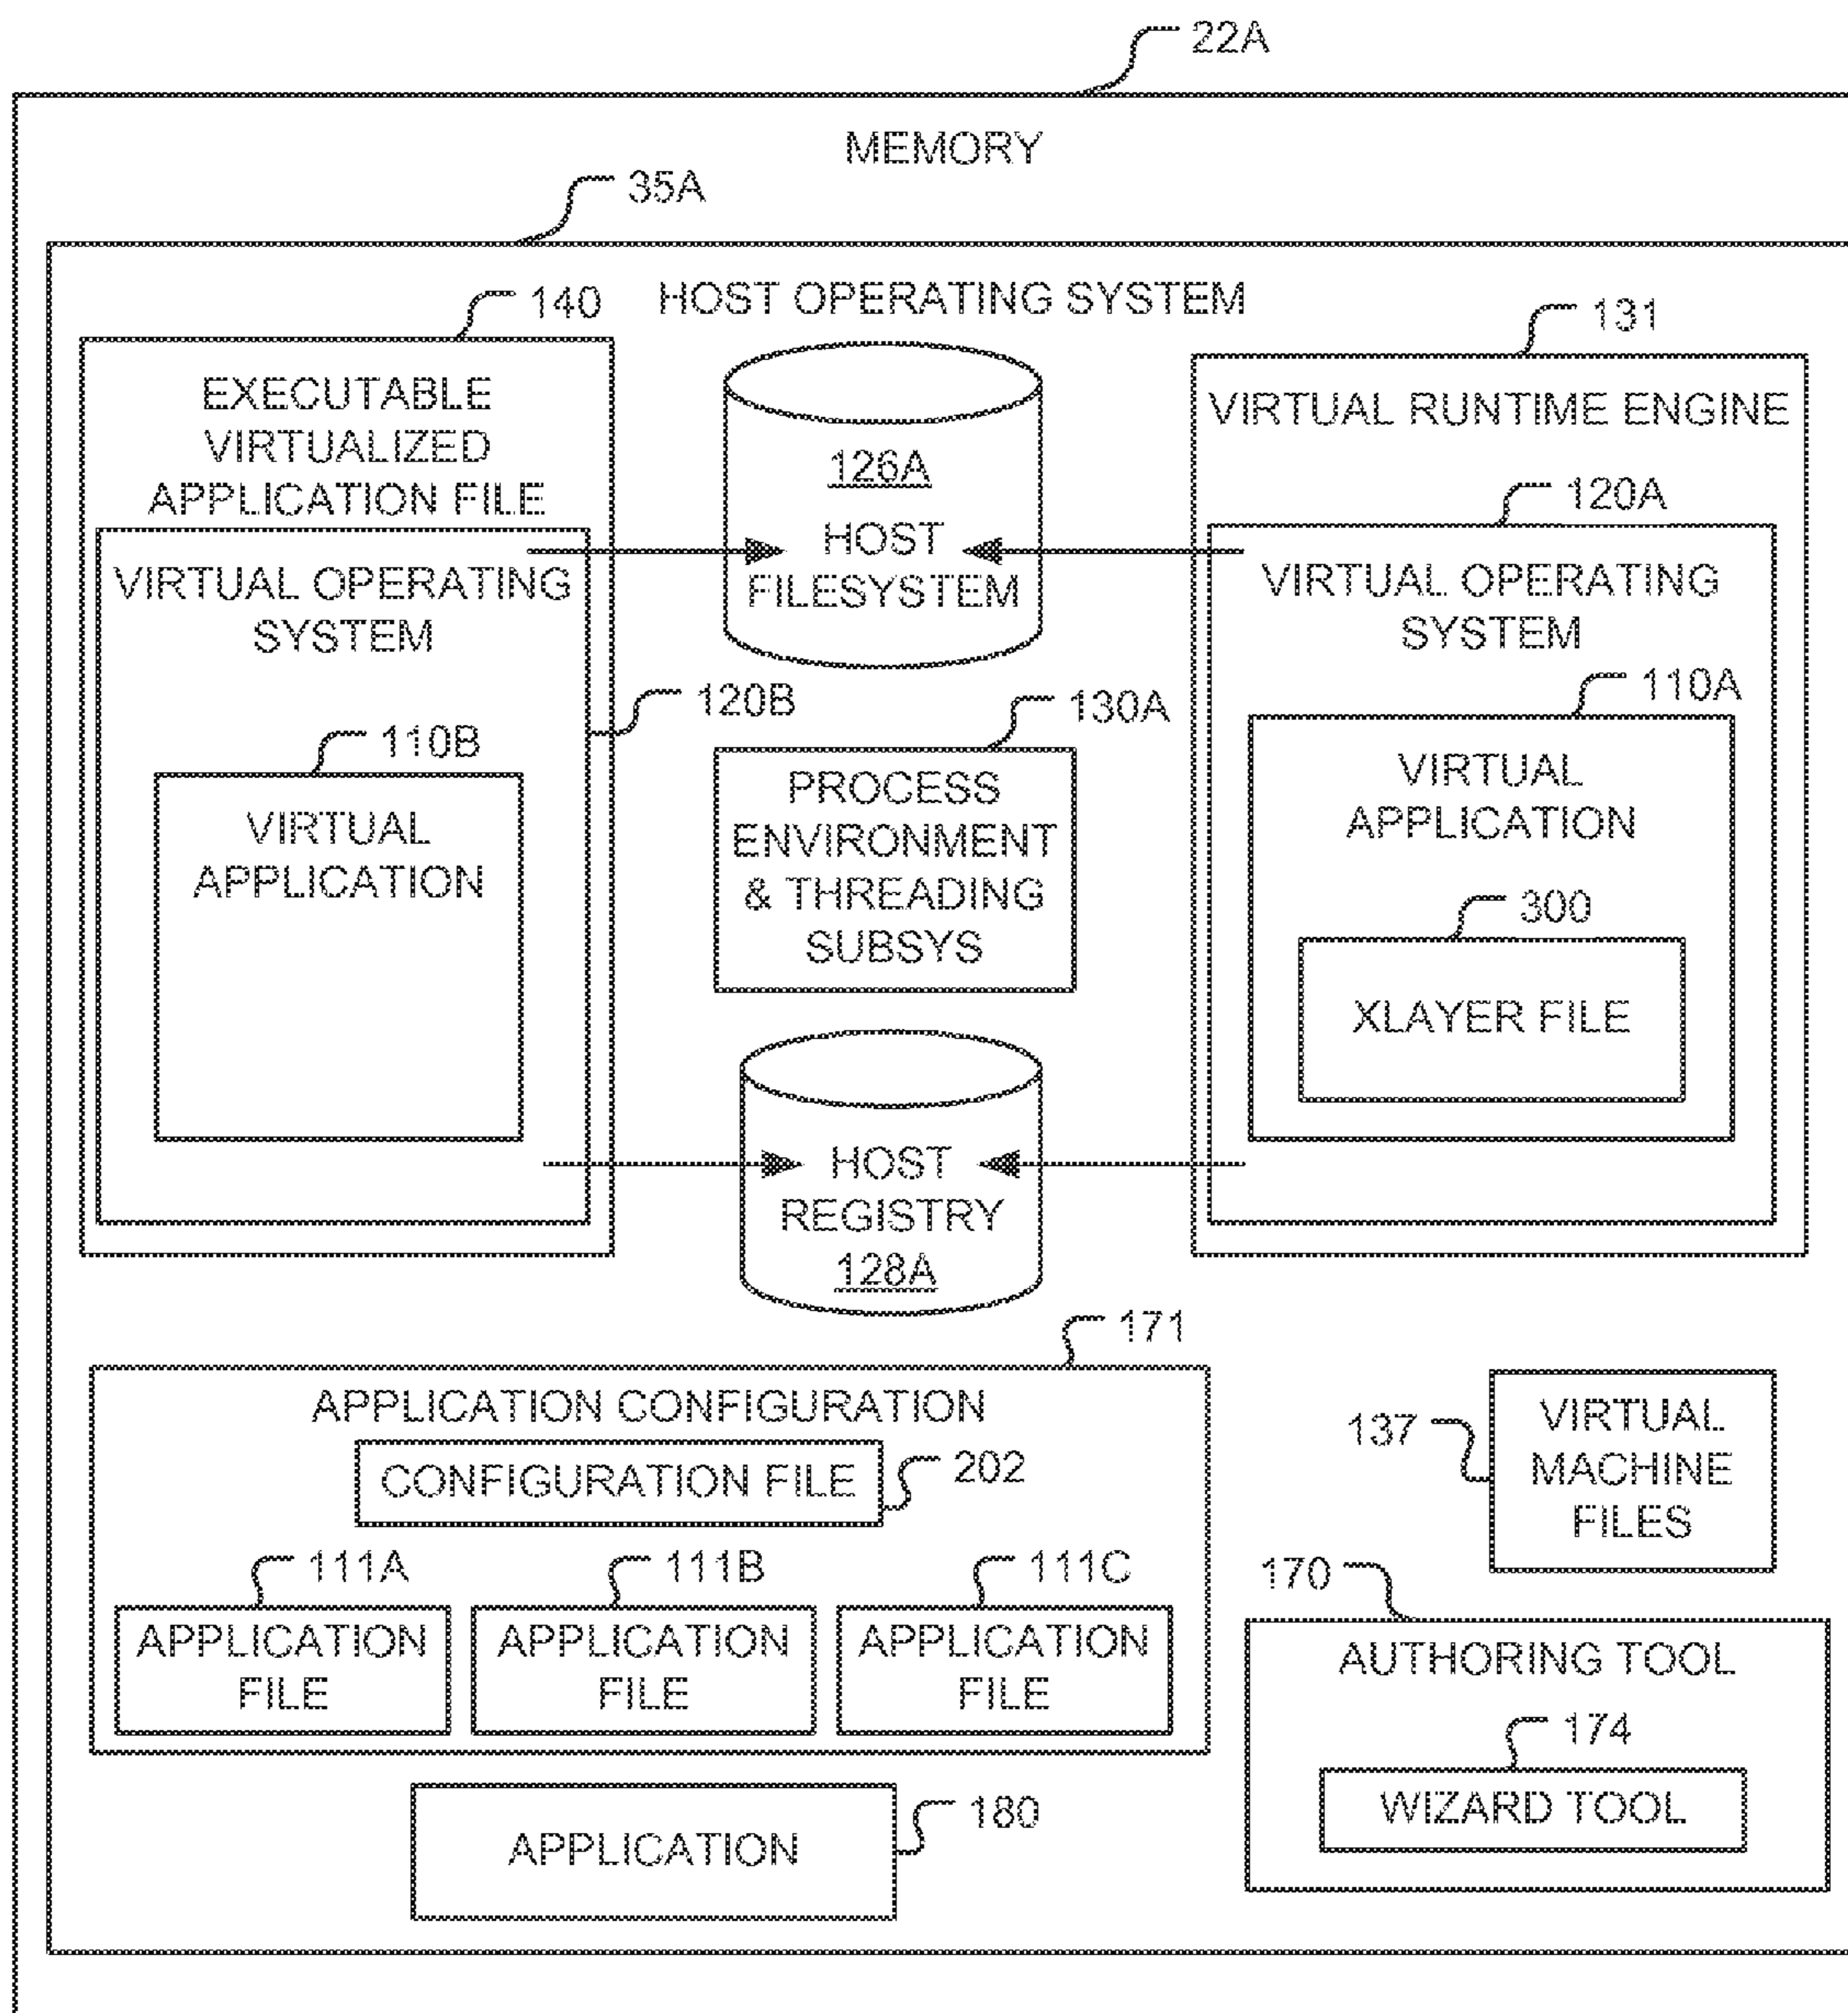 22A
MEMORY
35A
HOST OPERATING SYSTEM
140
EXECUTABLE
VIRTUALIZED
APPLICATION FILE
VIRTUAL OPERATING
SYSTEM
120B
110B
VIRTUAL
APPLICATION
126A
HOST
FILESYSTEM
130A
PROCESS
ENVIRONMENT
& THREADING
SUBSYS
HOST
REGISTRY
128A
131
VIRTUAL RUNTIME ENGINE
120A
VIRTUAL OPERATING
SYSTEM
110A
VIRTUAL
APPLICATION
300
XLAYER FILE
171
APPLICATION CONFIGURATION
CONFIGURATION FILE
202
111A
APPLICATION
FILE
111B
APPLICATION
FILE
111C
APPLICATION
FILE
APPLICATION
180
137
VIRTUAL
MACHINE
FILES
170
AUTHORING TOOL
174
WIZARD TOOL